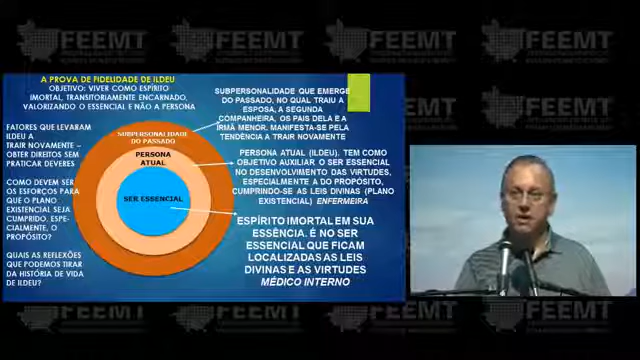 FEEMT
FEEMT
FEEMT
FEEMT
A PROVA DE FIDELIDADE DE ILDEU
OBJETIVO: VIVER COMO ESPÍRITO
IMORTAL, TRANSITORIAMENTE ENCARNADO,
VALORIZANDO O ESSENCIAL E NÃO A PERSONA
FATORES QUE LEVARAM
ILDEU A
TRAIR NOVAMENTE –
OBTER DIREITOS SEM
PRATICAR DEVERES
COMO DEVEM SER
OS ESFORÇOS PARA
QUE O PLANO
EXISTENCIAL SEJA
CUMPRIDO. ESPE-
CIALMENTE, O
PROPÓSITO?
QUAIS AS REFLEXÕES
QUE PODEMOS TIRAR
DA HISTÓRIA DE VIDA
DE ILDEU?
SUBPERSONALIDADE
DO PASSADO
PERSONA
ATUAL
SER ESSENCIAL
SUBPERSONALIDADE QUE EMERGE
DO PASSADO, NO QUAL TRAIU A
ESPOSA, A SEGUNDA
COMPANHEIRA, OS PAIS DELA E A
IRMÃ MENOR. MANIFESTA-SE PELA
TENDÊNCIA A TRAIR NOVAMENTE
PERSONA ATUAL (ILDEU). TEM COMO
OBJETIVO AUXILIAR O SER ESSENCIAL
NO DESENVOLVIMENTO DAS VIRTUDES,
ESPECIALMENTE A DO PROPÓSITO,
CUMPRINDO-SE AS LEIS DIVINAS (PLANO
EXISTENCIAL) ENFERMEIRA
ESPÍRITO IMORTAL EM SUA
ESSÊNCIA. É NO SER
ESSENCIAL QUE FICAM
LOCALIZADAS AS LEIS
DIVINAS E AS VIRTUDES
MÉDICO INTERNO
FEEMT
FEEMT
FEEMT
FEEMT